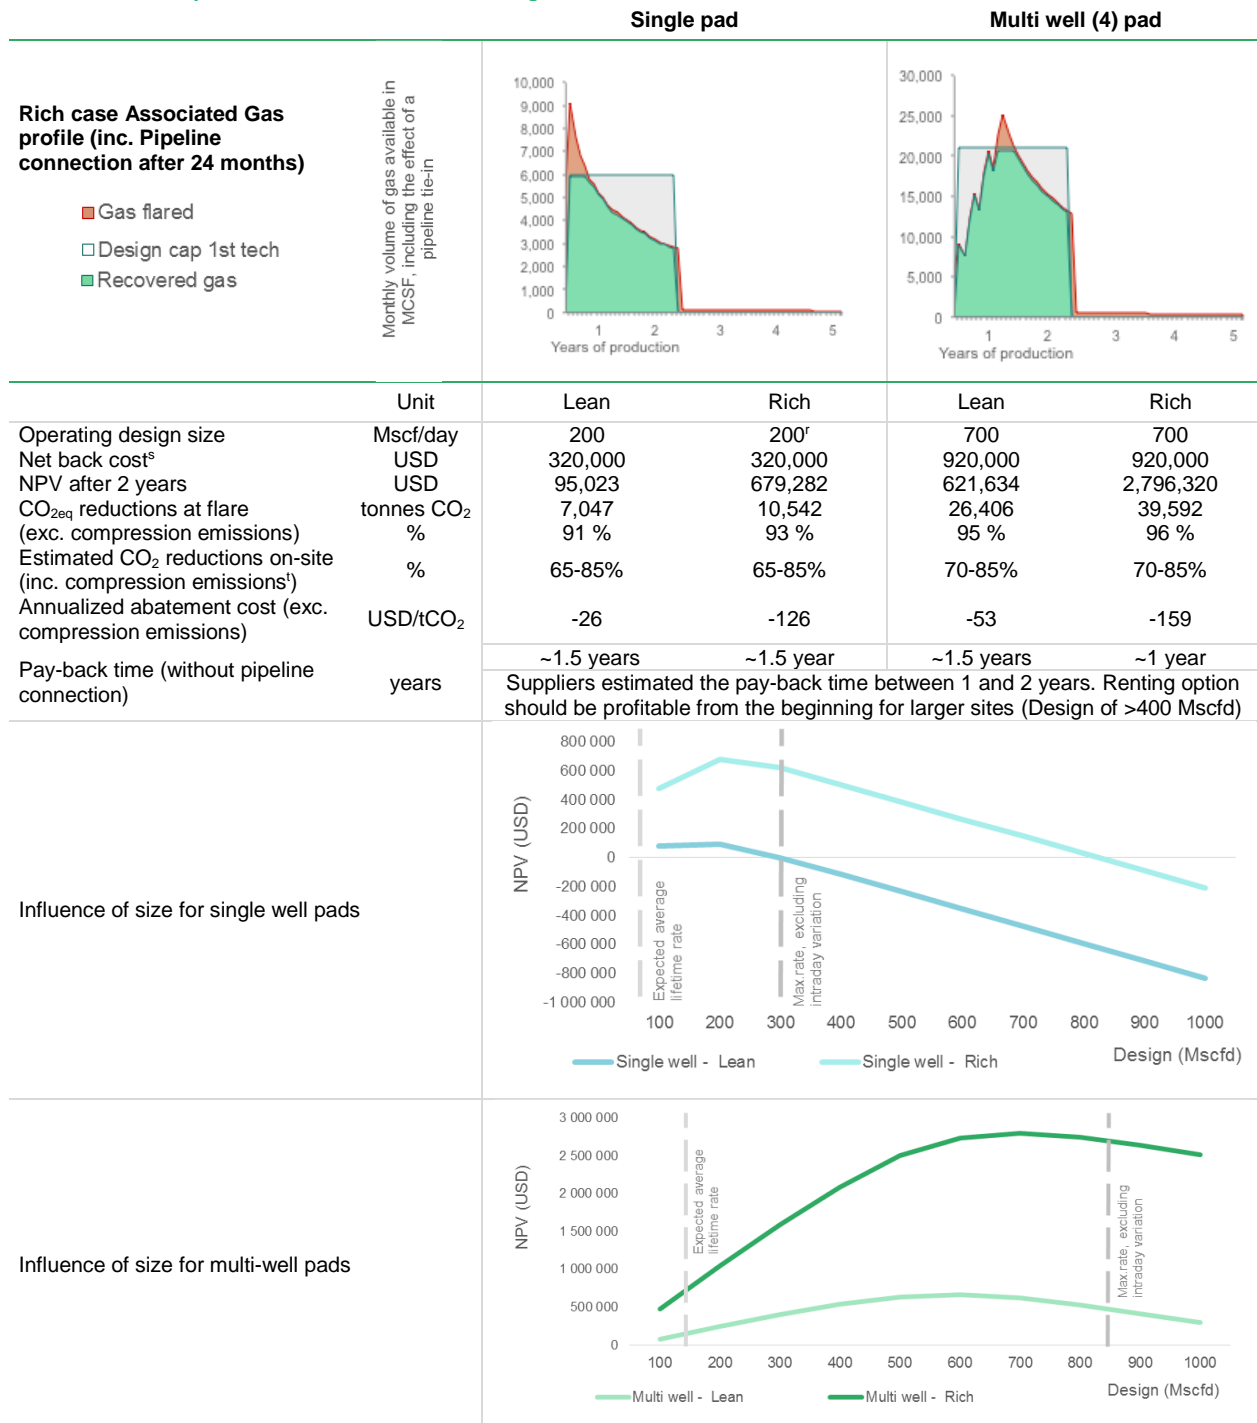 Single pad
Multi well (4) pad
Rich case Associated Gas
profile (inc. Pipeline
connection after 24 months)
Gas flared
Design cap 1st tech
Recovered gas
Monthly volume of gas available in
MCSF, including the effect of a
pipeline tie-in
10,000
9,000
8,000
7,000
6,000
5,000
4,000
3,000
2,000
1,000
0
1 2 3 4 5
Years of production
30,000
25,000
20,000
15,000
10,000
5,000
0
1 2 3 4 5
Years of production
Unit Lean Rich Lean Rich
Operating design size Mscf/day 200 200r 700 700
Net back costs USD 320,000 320,000 920,000 920,000
NPV after 2 years USD 95,023 679,282 621,634 2,796,320
CO2eq reductions at flare tonnes CO2 7,047 10,542 26,406 39,592
(exc. compression emissions) % 91 % 93 % 95 % 96 %
Estimated CO2 reductions on-site
(inc. compression emissionst) % 65-85% 65-85% 70-85% 70-85%
Annualized abatement cost (exc.
compression emissions) USD/tCO2 -26 -126 -53 -159
Pay-back time (without pipeline
connection) years
~1.5 years ~1.5 year ~1.5 years ~1 year
Suppliers estimated the pay-back time between 1 and 2 years. Renting option
should be profitable from the beginning for larger sites (Design of >400 Mscfd)
Influence of size for single well pads
NPV (USD)
800 000
600 000
400 000
200 000
0
-200 000
-400 000
-600 000
-800 000
-1 000 000
Expected average
lifetime rate
Max.rate, excluding
intraday variation
100 200 300 400 500 600 700 800 900 1000
Design (Mscfd)
Single well - Lean
Single well - Rich
Influence of size for multi-well pads
NPV (USD)
3 000 000
2 500 000
2 000 000
1 500 000
1 000 000
500 000
0
Expected average
lifetime rate
Max.rate, excluding
intraday variation
100 200 300 400 500 600 700 800 900 1000
Design (Mscfd)
Multi well - Lean
Multi well - Rich